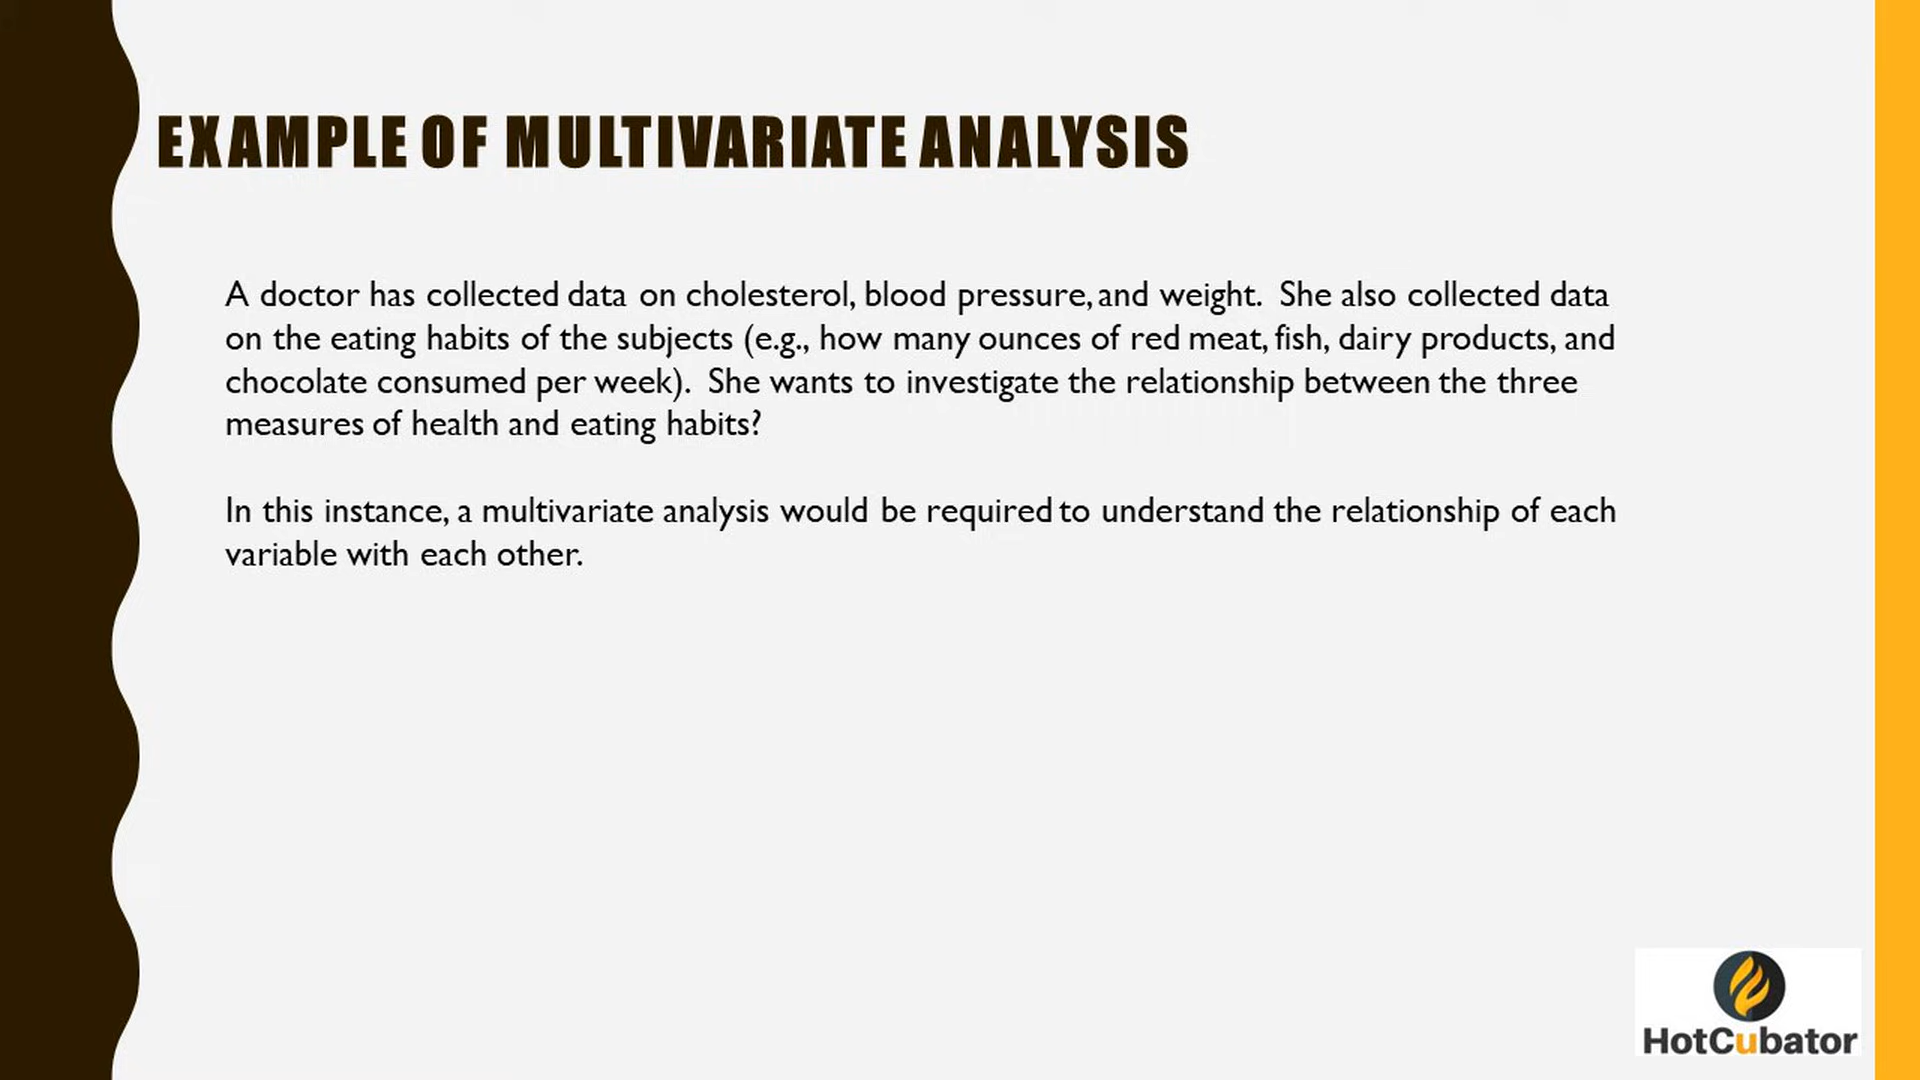 EXAMPLE OF MULTIVARIATE ANALYSIS
A doctor has collected data on cholesterol, blood pressure, and weight. She also collected data
on the eating habits of the subjects (e.g., how many ounces of red meat, fish, dairy products, and
chocolate consumed per week). She wants to investigate the relationship between the three
measures of health and eating habits?
In this instance, a multivariate analysis would be required to understand the relationship of each
variable with each other.
HotCubator